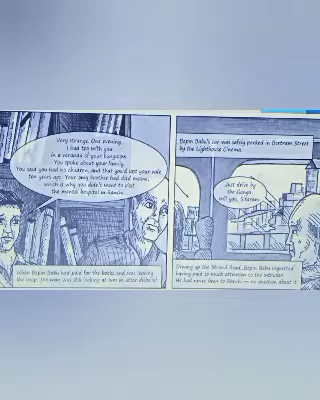 Very strange. One evening,
I had tea with you
in a veranda of your bungalow.
You spoke about your family.
You said you had no children, and that you'd lost your wife
ten years ago. Your only brother had died insane,
which is why you didn't want to visit
the mental hospital in Ranchi.
When Bepin Babu had paid for the books and was leaving
the shop, the man was still looking at him in utter disbelief.
Bepin Babu's car was safely parked in Bertram Street
by the Lighthouse Cinema.
Just drive by
the Ganga,
will you, Sitaram.
Driving up the Strand Road, Bepin Babu regretted
having paid so much attention to the intruder.
He had never been to Ranchi — no question about it.